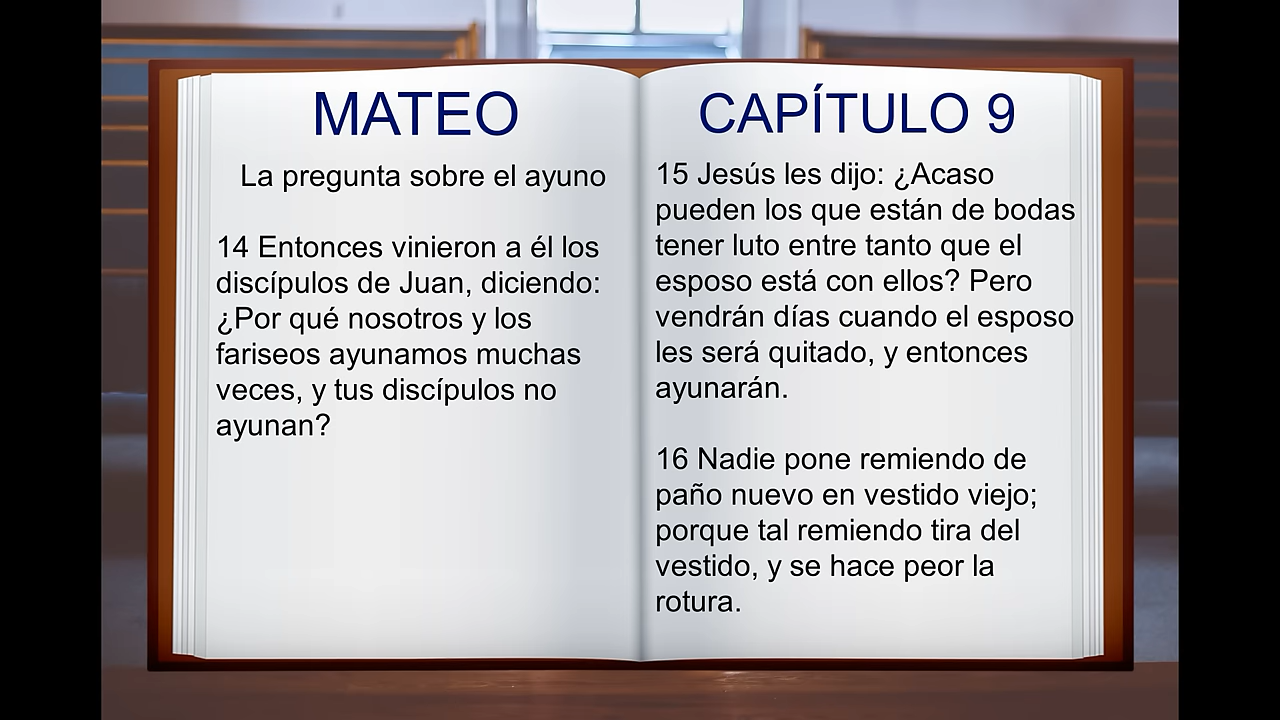 MATEO
La pregunta sobre el ayuno
14 Entonces vinieron a él los
discípulos de Juan, diciendo:
¿Por qué nosotros y los
fariseos ayunamos muchas
veces, y tus discípulos no
ayunan?
CAPÍTULO 9
15 Jesús les dijo: ¿Acaso
pueden los que están de bodas
tener luto entre tanto que el
esposo está con ellos? Pero
vendrán días cuando el esposo
les será quitado, y entonces
ayunarán.
16 Nadie pone remiendo de
paño nuevo en vestido viejo;
porque tal remiendo tira del
vestido, y se hace peor la
rotura.